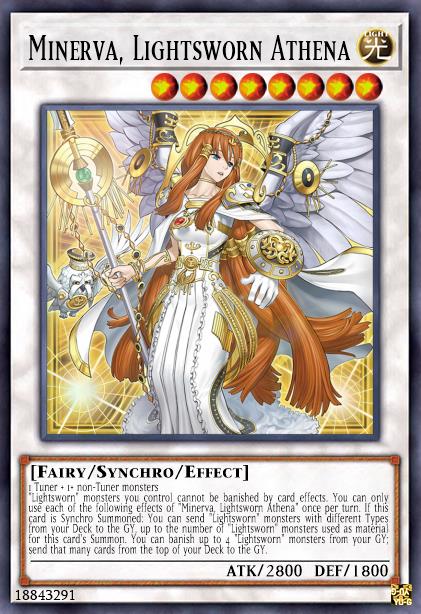 MINERVA, LIGHTSWORN ATHENA
LIGHT
光
[FAIRY/SYNCHRO/EFFECT]
1 Tuner + 1+ non-Tuner monsters
"Lightsworn" monsters you control cannot be banished by card effects. You can only
use each of the following effects of "Minerva, Lightsworn Athena" once per turn. If this
card is Synchro Summoned: You can send "Lightsworn" monsters with different Types
from your Deck to the GY, up to the number of "Lightsworn" monsters used as material
for this card's Summon. You can banish up to 4 "Lightsworn" monsters from your GY;
send that many cards from the top of your Deck to the GY.
ATK/2800 DEF/1800
18843291